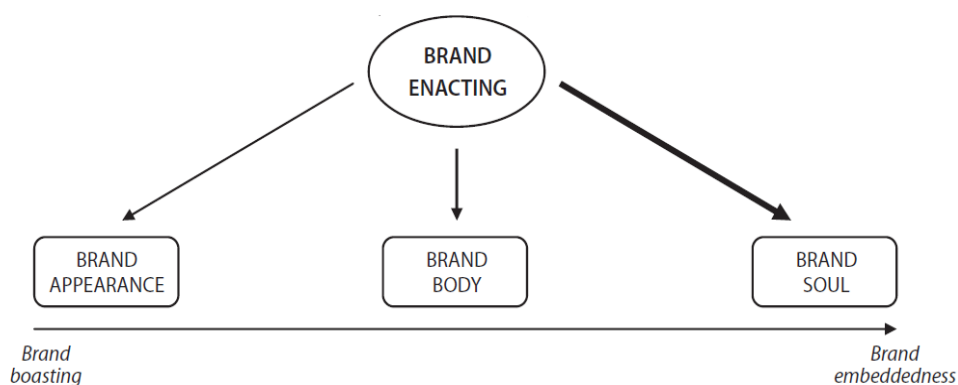 BRAND
ENACTING
BRAND
APPEARANCE
BRAND
BODY
BRAND
SOUL
Brand
boasting
Brand
embeddedness